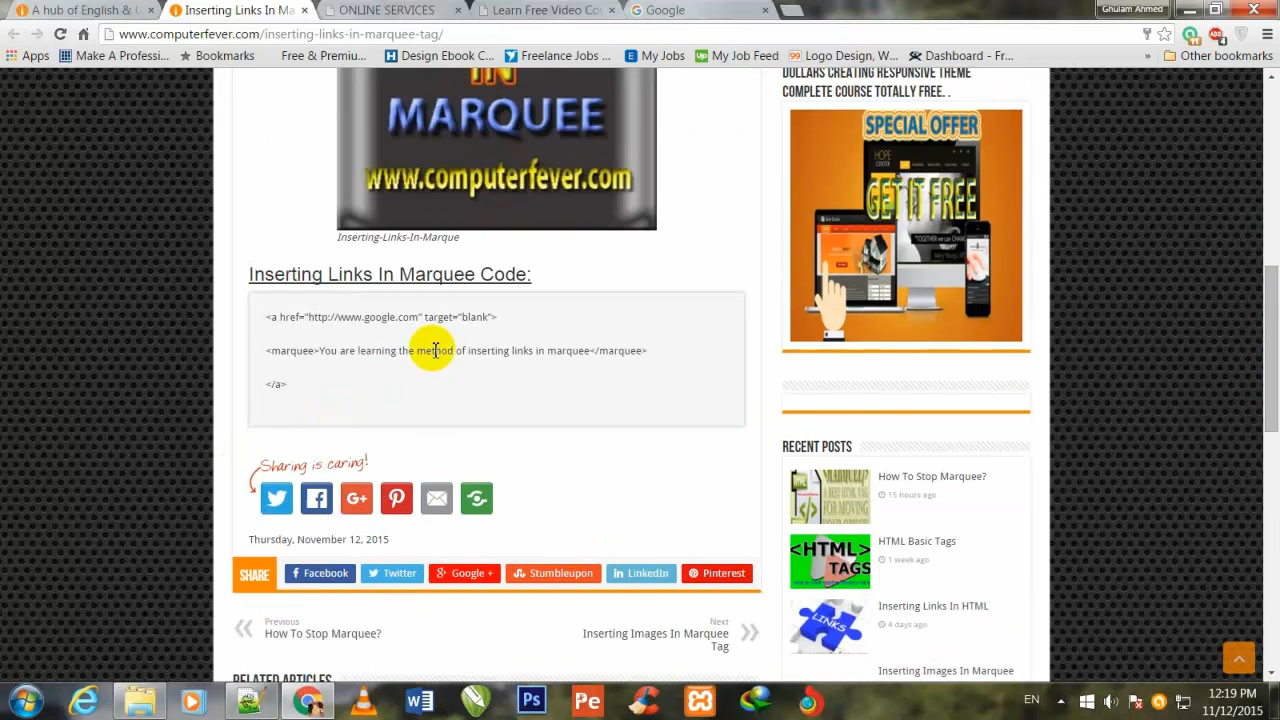 A hub of English & U
Inserting Links In Ma
ONLINE SERVICES
Learn Free Video Co
Google
Ghulam Ahmed
www.computerfever.com/inserting-links-in-marquee-tag/
Apps
Make A Professi...
Bookmarks
Free & Premiu...
Design Ebook C...
Freelance Jobs ...
My Jobs
My Job Feed
Logo Design, W...
Dashboard - Fr...
»
Other bookmarks
IN
MARQUEE
www.computerfever.com
Inserting-Links-In-Marque
Inserting Links In Marquee Code:
<a href="http://www.google.com" target="blank">
<marquee>You are learning the method of inserting links in marquee</marquee>
</a>
Sharing is caring!
Thursday, November 12, 2015
SHARE
Facebook
Twitter
Google +
Stumbleupon
LinkedIn
Pinterest
Previous
How To Stop Marquee?
Next
Inserting Images In Marquee
Tag
RELATED ARTICLES
DOLLARS CREATING RESPONSIVE THEME
COMPLETE COURSE TOTALLY FREE. .
SPECIAL OFFER
GET IT FREE
RECENT POSTS
How To Stop Marquee?
15 hours ago
HTML Basic Tags
1 week ago
<HTML>
TAGS
Inserting Links In HTML
4 days ago
LINKS
Inserting Images In Marquee
EN
12:19 PM
11/12/2015